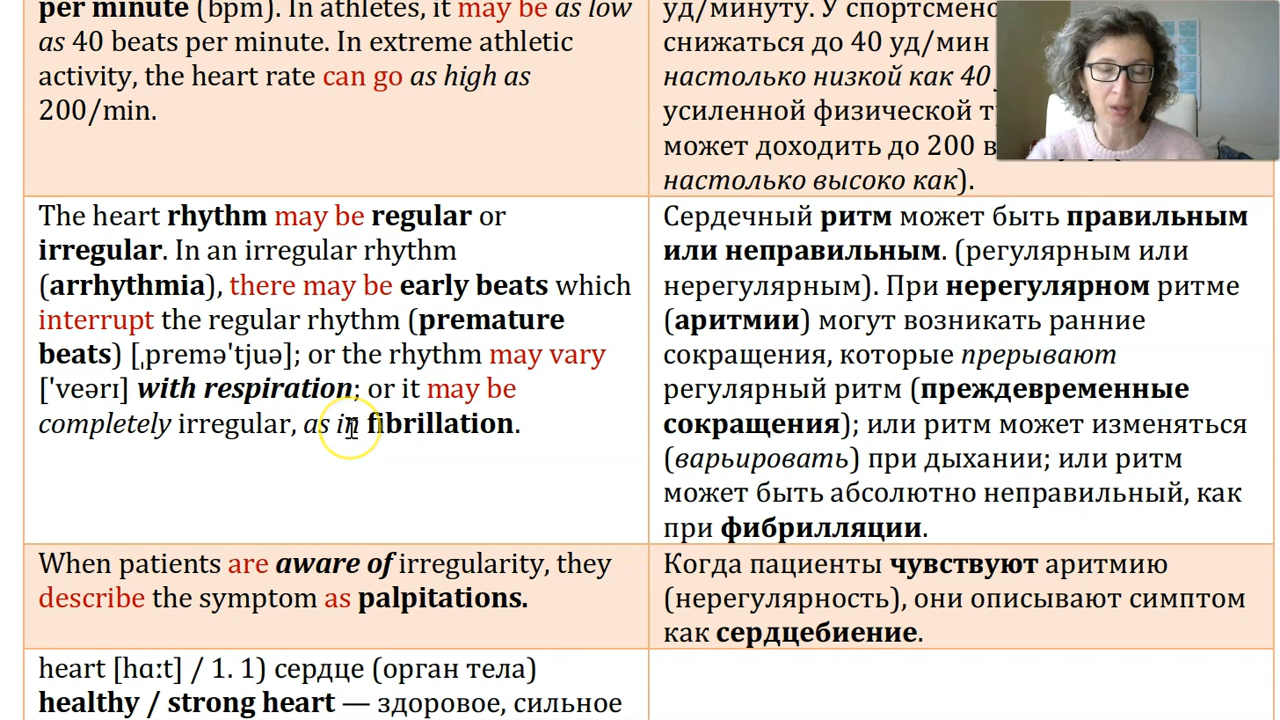 per minute (bpm). In athletes, it may be as low
as 40 beats per minute. In extreme athletic
activity, the heart rate can go as high as
200/min.
уд/минуту. У
снижаться до 40 уд/мин
настолько низкой как 40
усиленной физической
может доходить до 200
настолько высоко как).
The heart rhythm may be regular or
irregular. In an irregular rhythm
(arrhythmia), there may be early beats which
interrupt the regular rhythm (premature
beats) [ˌpremə'tjuə]; or the rhythm may vary
['veərɪ] with respiration; or it may be
completely irregular, as in fibrillation.
Сердечный ритм может быть правильным
или неправильным. (регулярным или
нерегулярным). При нерегулярном ритме
(аритмии) могут возникать ранние
сокращения, которые прерывают
регулярный ритм (преждевременные
сокращения); или ритм может изменяться
(варьировать) при дыхании; или ритм
может быть абсолютно неправильный, как
при фибрилляции.
When patients are aware of irregularity, they
describe the symptom as palpitations.
Когда пациенты чувствуют аритмию
(нерегулярность), они описывают симптом
как сердцебиение.
heart [hɑːt] / 1. 1) сердце (орган тела)
healthy / strong heart — здоровое, сильное